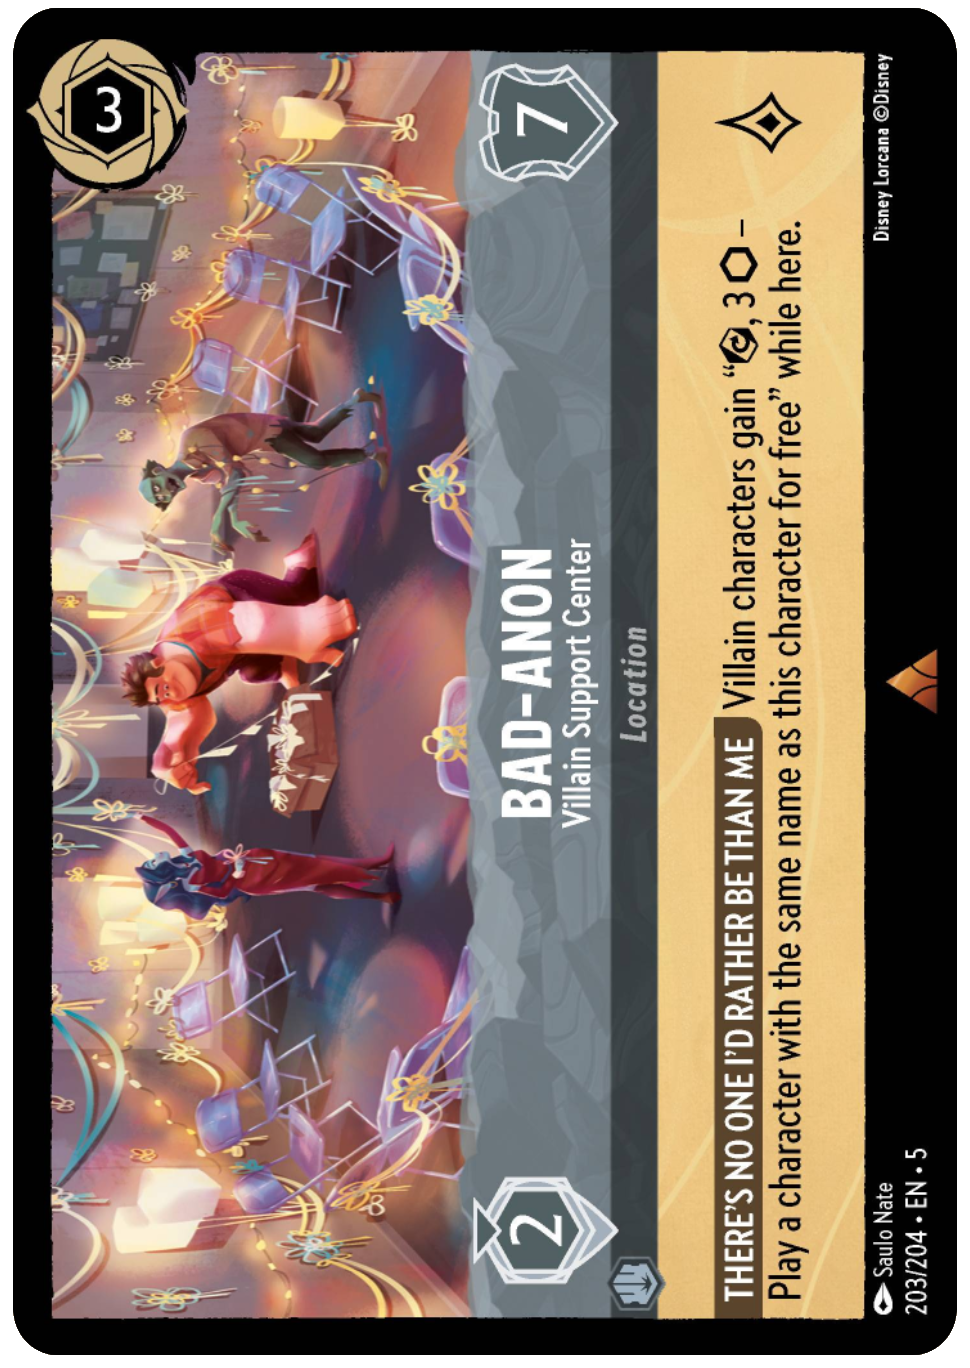 3
BAD-ANON
Villain Support Center
2
7
Location
THERE'S NO ONE I'D RATHER BE THAN ME Villain characters gain “, 3 –
Play a character with the same name as this character for free” while here.
Saulo Nate
203/204 • EN • 5
Disney Lorcana ©Disney